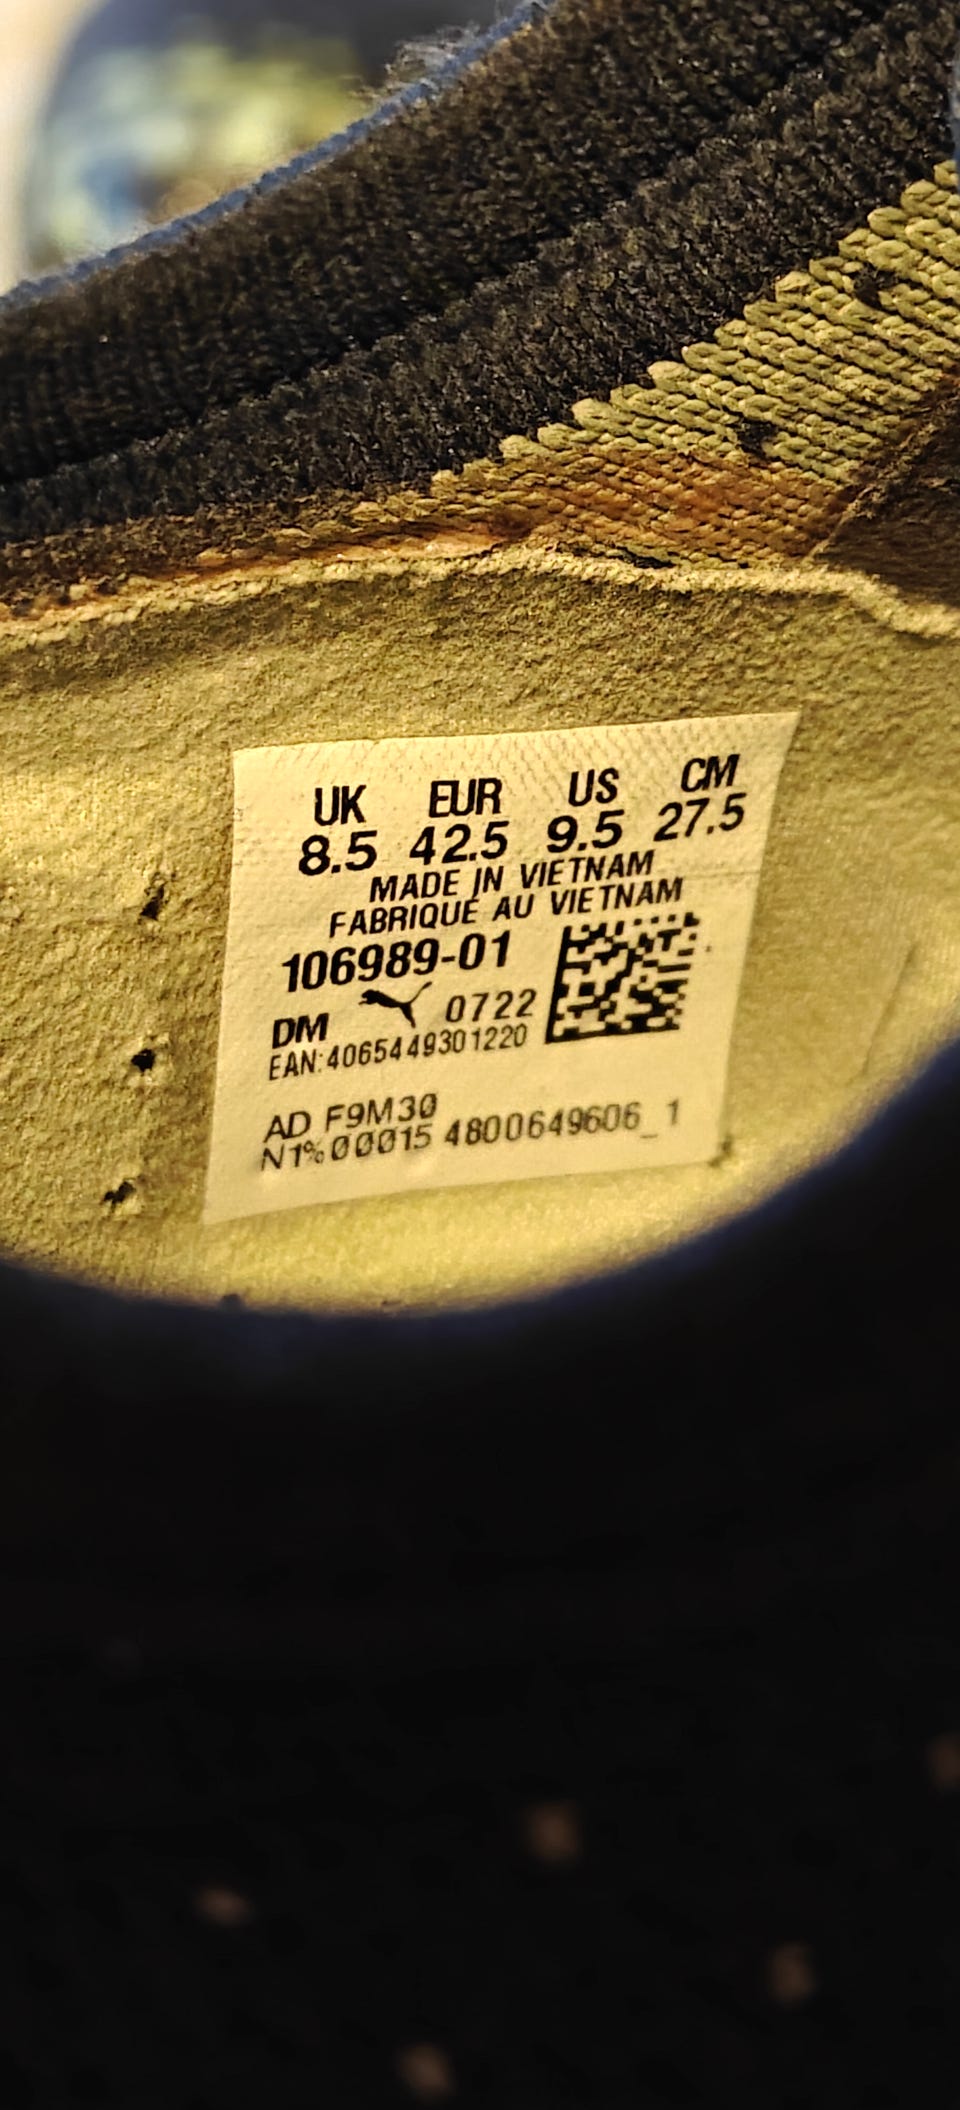 UK EUR US CM
8.5 42.5 9.5 27.5
MADE IN VIETNAM
FABRIQUE AU VIETNAM
106989-01
DM 0722
EAN:4065449301220
AD F9M30
N1%00015 4800649606_1